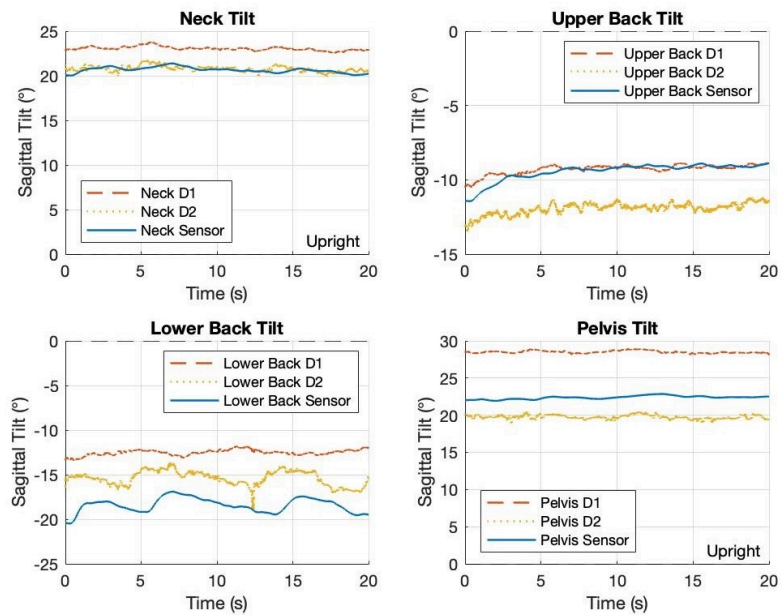 Neck Tilt
25
20
15
10
5
0
Sagittal Tilt (°)
Neck D1
Neck D2
Neck Sensor
Upright
0
5
10
15
20
Time (s)
Upper Back Tilt
0
-5
-10
-15
Sagittal Tilt (°)
Upper Back D1
Upper Back D2
Upper Back Sensor
0
5
10
15
20
Time (s)
Lower Back Tilt
0
-5
-10
-15
-20
-25
Sagittal Tilt (°)
Lower Back D1
Lower Back D2
Lower Back Sensor
0
5
10
15
20
Time (s)
Pelvis Tilt
30
25
20
15
10
5
0
Sagittal Tilt (°)
Pelvis D1
Pelvis D2
Pelvis Sensor
Upright
0
5
10
15
20
Time (s)